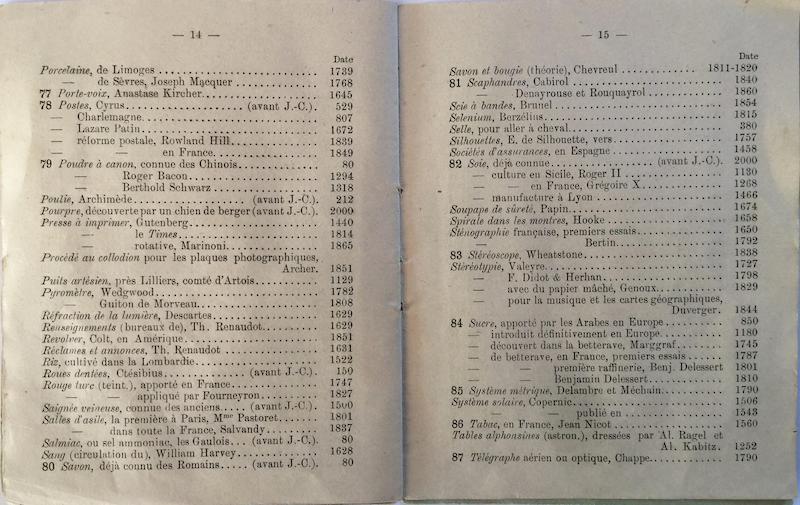 — 14 —
Date
Porcelaine, de Limoges ........................ 1739
— de Sèvres, Joseph Macquer ............. 1768
77 Porte-voix, Anastase Kircher.................. 1645
78 Postes, Cyrus...................... (avant J.-C.). 529
— Charlemagne.......................... 807
— Lazare Patin.......................... 1672
— réforme postale, Rowland Hill............. 1839
— — en France................. 1849
79 Poudre à canon, connue des Chinois............. 80
— Roger Bacon.................... 1294
— Berthold Schwarz ................ 1318
Poulie, Archimède .................. (avant J.-C.). 212
Pourpre, découverte par un chien de berger (avant J.-C.). 2000
Presse à imprimer, Gutenberg .................... 1440
— le Times....................... 1814
— rotative, Marinoni............... 1865
Procédé au collodion pour les plaques photographiques,
Archer. 1851
Puits artésien, près Lilliers, comté d'Artois......... 1129
Pyromètre, Wedgwood......................... 1782
— Guiton de Morveau.................. 1808
Réfraction de la lumière, Descartes................ 1629
Renseignements (bureaux de), Th. Renaudot......... 1629
Revolver, Colt, en Amérique..................... 1851
Réclames et annonces, Th. Renaudot .............. 1631
Riz, cultivé dans la Lombardie................... 1522
Roues dentées, Ctésibius.............. (avant J.-C.). 150
Rouge turc (teint.), apporté en France............. 1747
— — appliqué par Fourneyron........ 1827
Saignée veineuse, connue des anciens..... (avant J.-C.). 1500
Salles d'asile, la première à Paris, Mme Pastoret...... 1801
— dans toute la France, Salvandy...... 1837
Salmiac, ou sel ammoniac, les Gaulois... (avant J.-C.). 80
Sang (circulation du), William Harvey.............. 1628
80 Savon, déjà connu des Romains..... (avant J.-C.). 80
— 15 —
Date
Savon et bougie (théorie), Chevreul ............ 1811-1820
81 Scaphandres, Cabirol ........................ 1840
— Denayrouse et Rouquayrol ............. 1860
Scie à bandes, Brunel ......................... 1854
Selenium, Berzélius........................... 1815
Selle, pour aller à cheval....................... 380
Silhouettes, E. de Silhouette, vers................ 1757
Sociétés d'assurances, en Espagne ................ 1458
82 Soie, déjà connue.................... (avant J.-C.). 2000
— culture en Sicile, Roger II ............... 1130
— — en France, Grégoire X............. 1268
— manufacture à Lyon .................... 1466
Soupape de sûreté, Papin....................... 1674
Spirale dans les montres, Hooke ................. 1658
Sténographie française, premiers essais............. 1650
— Bertin.......................... 1792
83 Stéréoscope, Wheatstone...................... 1838
Stéréotypie, Valeyre........................... 1727
— F. Didot & Herhan................... 1798
— avec du papier mâché, Genoux......... 1829
— pour la musique et les cartes géographiques,
Duverger. 1844
84 Sucre, apporté par les Arabes en Europe .......... 850
— introduit définitivement en Europe......... 1180
— découvert dans la betterave, Marggraf...... 1745
— de betterave, en France, premiers essais ...... 1787
— — première raffinerie, Benj. Delessert 1801
— — Benjamin Delessert ............. 1810
85 Système métrique, Delambre et Méchain........... 1790
Système solaire, Copernic....................... 1506
— — publié en .................... 1543
86 Tabac, en France, Jean Nicot ................... 1560
Tables alphonsines (astron.), dressées par Al. Ragel et
Al. Kabitz. 1252
87 Télégraphe aérien ou optique, Chappe............. 1790